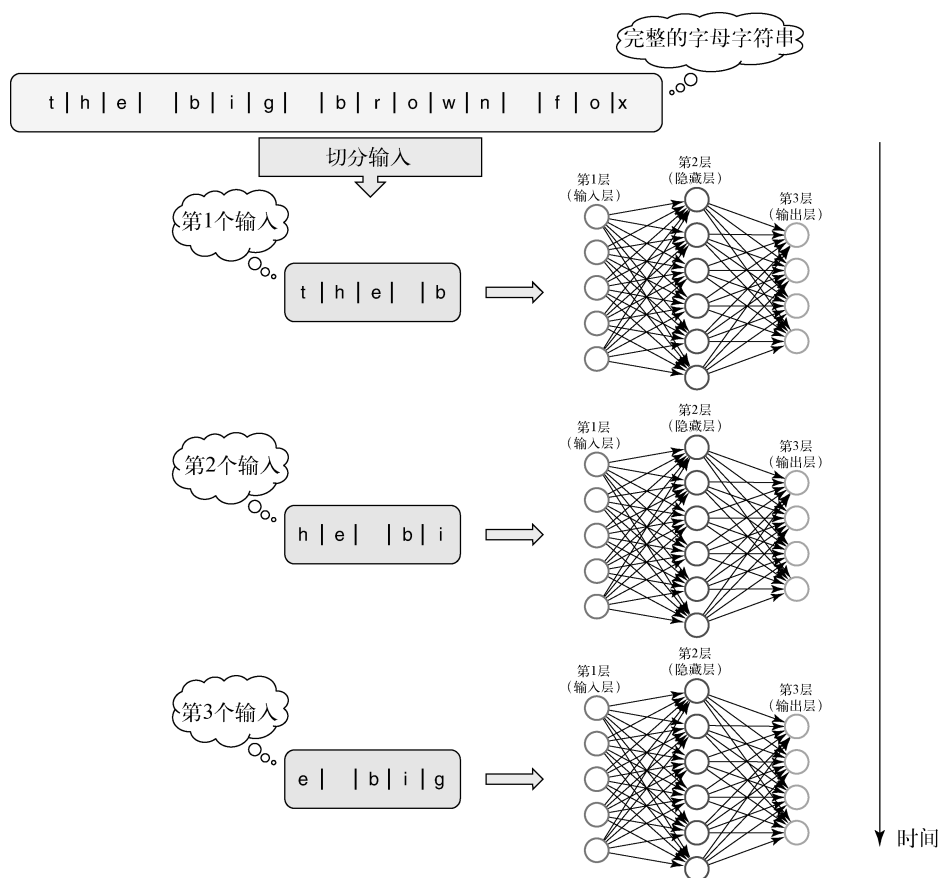 完整的字母字符串
t|h|e| |b|i|g| |b|r|o|w|n| |f|o|x
切分输入
第1个输入
t|h|e| |b
第1层
（输入层）
第2层
（隐藏层）
第3层
（输出层）
第2个输入
h|e| |b|i
第1层
（输入层）
第2层
（隐藏层）
第3层
（输出层）
第3个输入
e| |b|i|g
第1层
（输入层）
第2层
（隐藏层）
第3层
（输出层）
时间